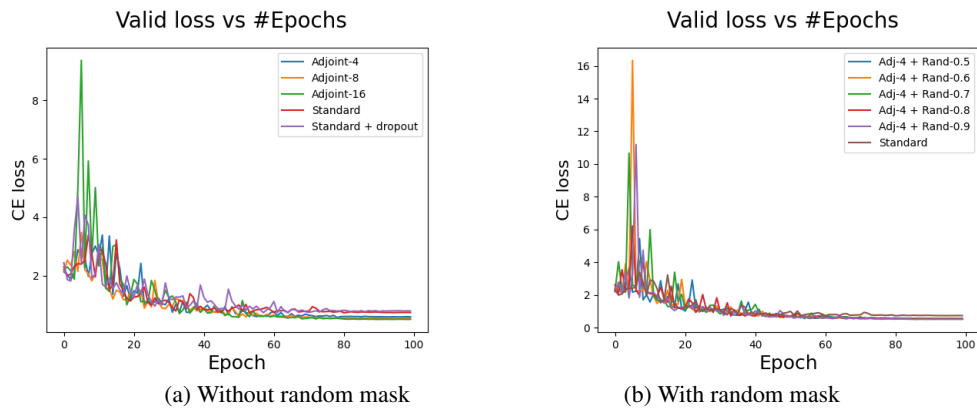 Valid loss vs #Epochs
CE loss
8
6
4
2
Adjoint-4
Adjoint-8
Adjoint-16
Standard
Standard + dropout
0 20 40 60 80 100
Epoch
(a) Without random mask
Valid loss vs #Epochs
CE loss
16
14
12
10
8
6
4
2
0
Adj-4 + Rand-0.5
Adj-4 + Rand-0.6
Adj-4 + Rand-0.7
Adj-4 + Rand-0.8
Adj-4 + Rand-0.9
Standard
0 20 40 60 80 100
Epoch
(b) With random mask